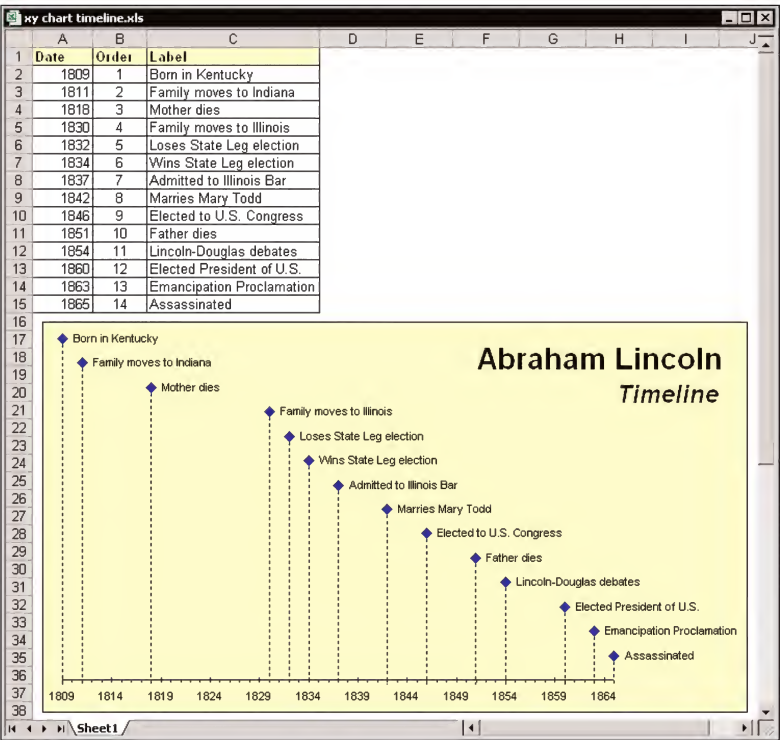 xy chart timeline.xls
A B C D E F G H I J
1 Date Order Label
2 1809 1 Born in Kentucky
3 1811 2 Family moves to Indiana
4 1818 3 Mother dies
5 1830 4 Family moves to Illinois
6 1832 5 Loses State Leg election
7 1834 6 Wins State Leg election
8 1837 7 Admitted to Illinois Bar
9 1842 8 Marries Mary Todd
10 1846 9 Elected to U.S. Congress
11 1851 10 Father dies
12 1854 11 Lincoln-Douglas debates
13 1860 12 Elected President of U.S.
14 1863 13 Emancipation Proclamation
15 1865 14 Assassinated
16
17
18
19
20
21
22
23
24
25
26
27
28
29
30
31
32
33
34
35
36
37
38
Abraham Lincoln
Timeline
Born in Kentucky
Family moves to Indiana
Mother dies
Family moves to Illinois
Loses State Leg election
Wins State Leg election
Admitted to Illinois Bar
Marries Mary Todd
Elected to U.S. Congress
Father dies
Lincoln-Douglas debates
Elected President of U.S.
Emancipation Proclamation
Assassinated
1809 1814 1819 1824 1829 1834 1839 1844 1849 1854 1859 1864
Sheet1